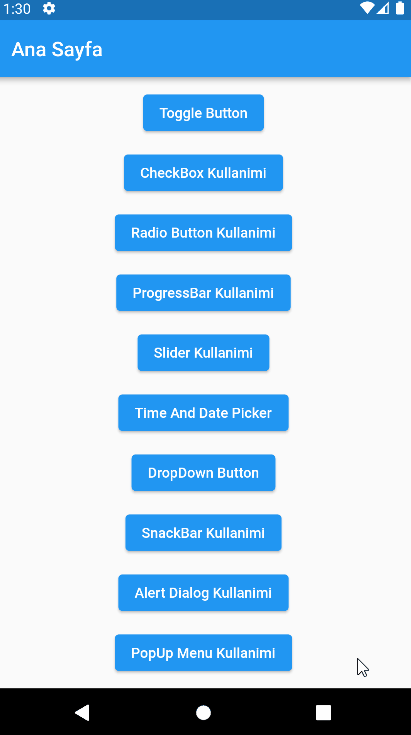 1:30
Ana Sayfa
Toggle Button
CheckBox Kullanimi
Radio Button Kullanimi
ProgressBar Kullanimi
Slider Kullanimi
Time And Date Picker
DropDown Button
SnackBar Kullanimi
Alert Dialog Kullanimi
PopUp Menu Kullanimi